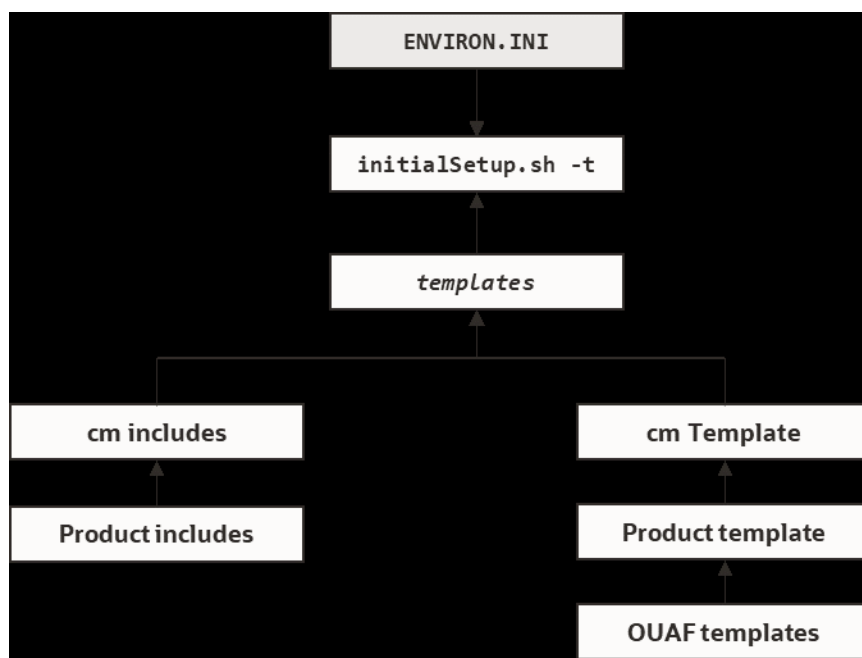 ENVIRON.INI
initialSetup.sh -t
templates
cm includes
cm Template
Product includes
Product template
OUAF templates